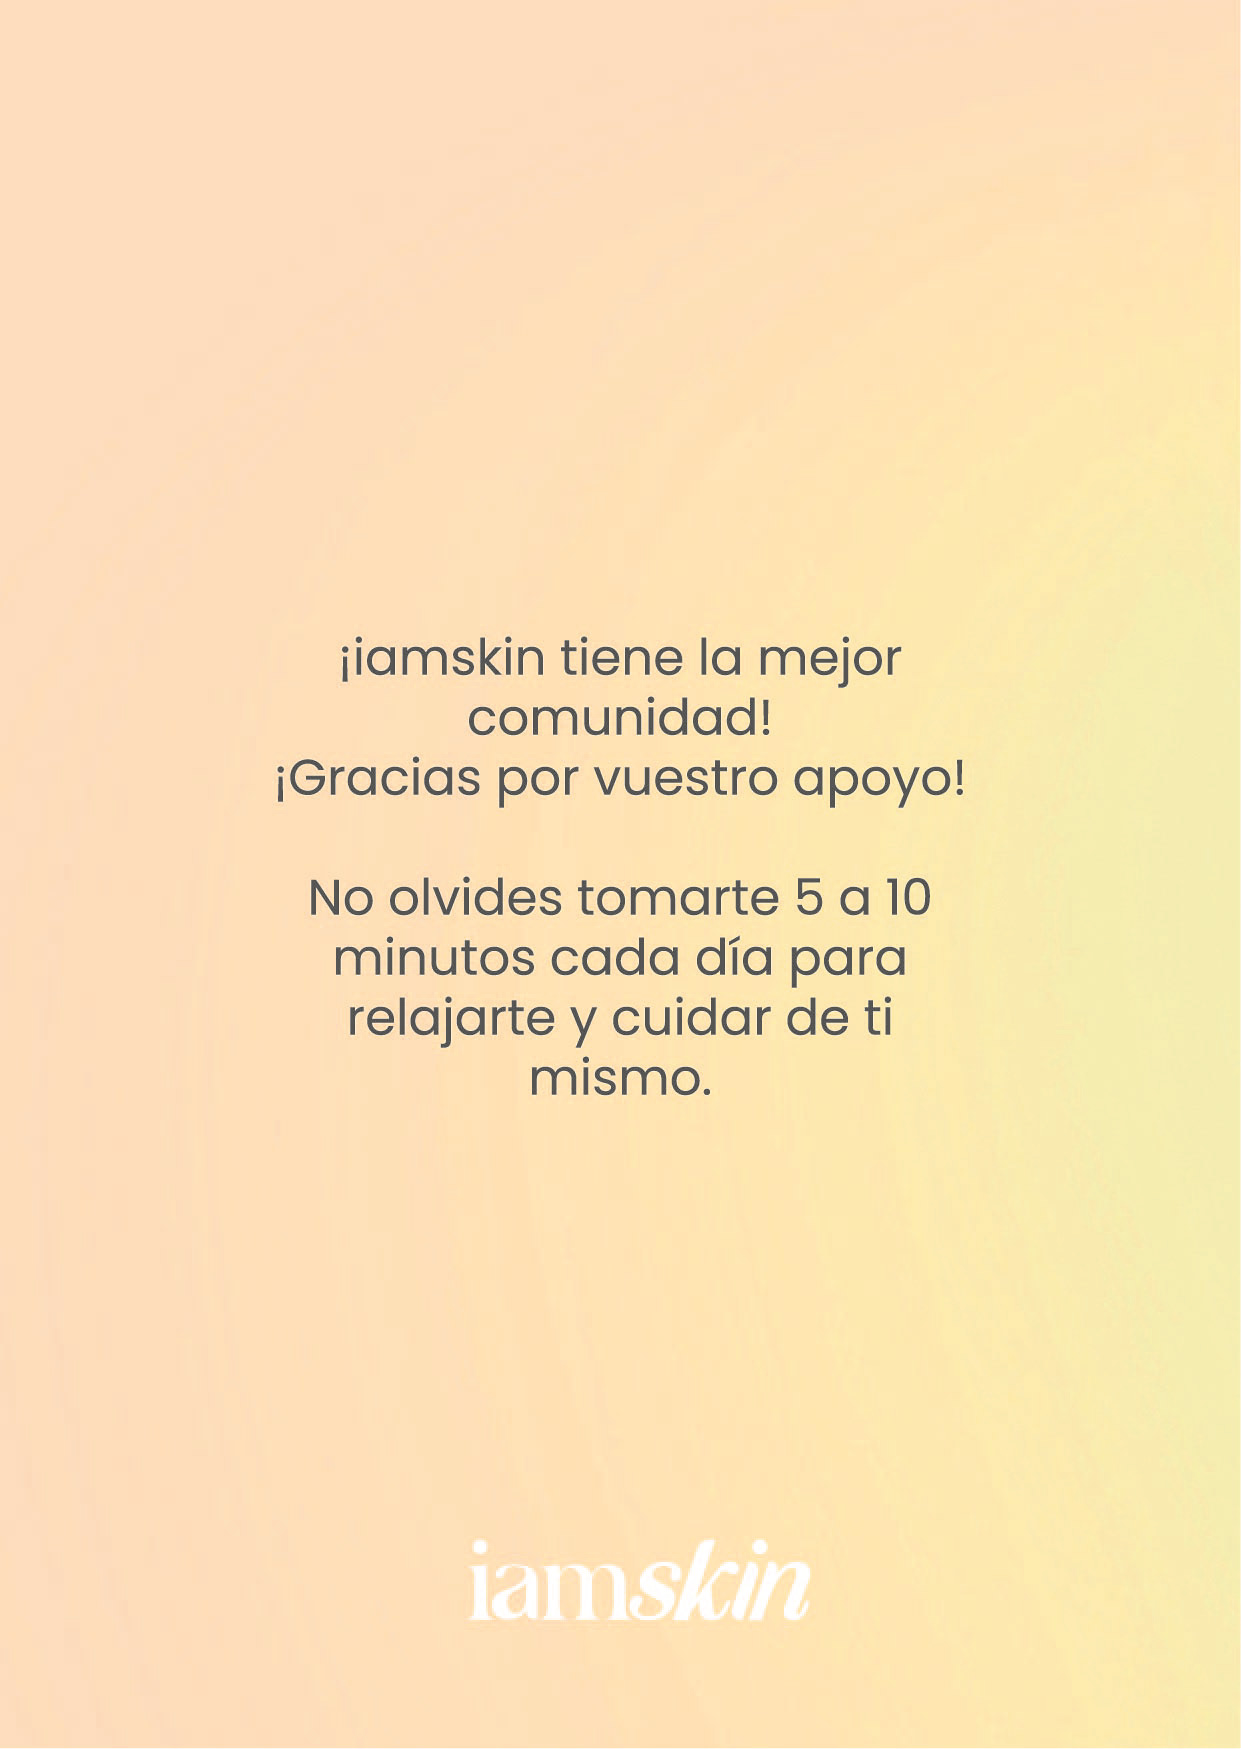 ¡iamskin tiene la mejor
comunidad!
¡Gracias por vuestro apoyo!
No olvides tomarte 5 a 10
minutos cada día para
relajarte y cuidar de ti
mismo.
iamskin